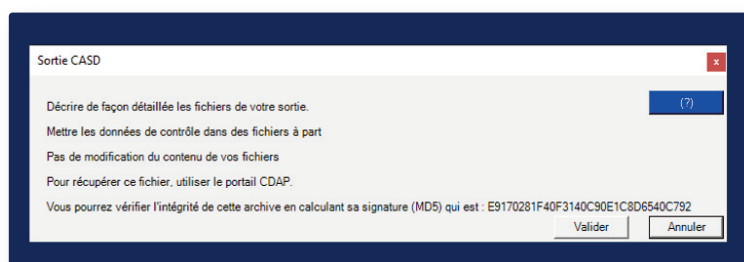 Sortie CASD
x
Décrire de façon détaillée les fichiers de votre sortie.
(?)
Mettre les données de contrôle dans des fichiers à part
Pas de modification du contenu de vos fichiers
Pour récupérer ce fichier, utiliser le portail CDAP.
Vous pourrez vérifier l'intégrité de cette archive en calculant sa signature (MD5) qui est : E9170281F40F3140C90E1C8D6540C792
Valider Annuler